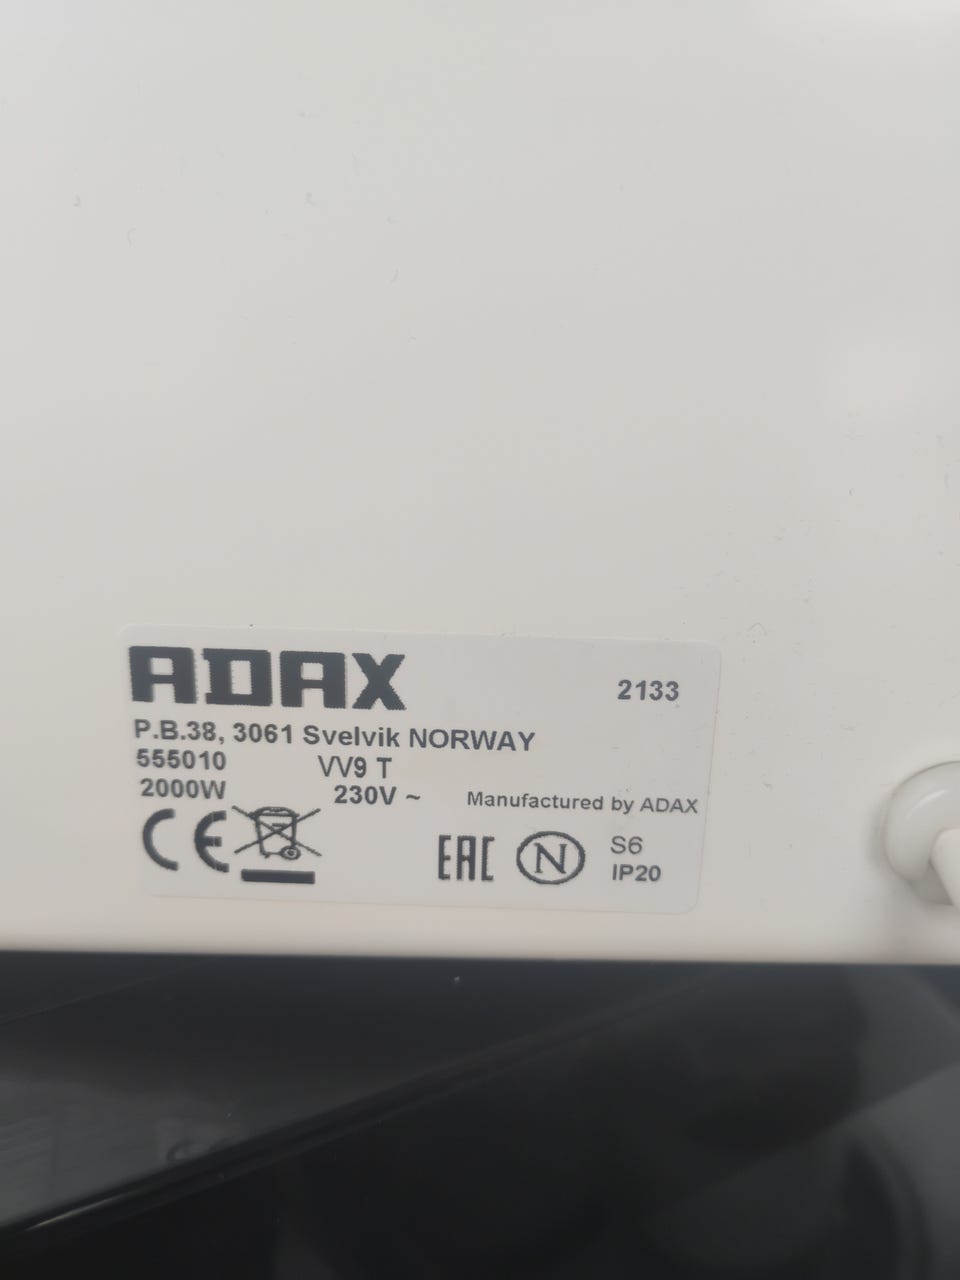 ADAX
2133
P.B.38, 3061 Svelvik NORWAY
555010 VV9 T
2000W 230V ~ Manufactured by ADAX
CE EAC N S6
IP20